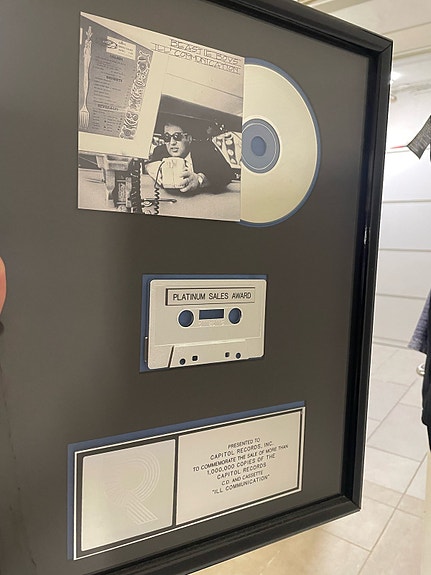 BEASTIE BOYS
ILL COMMUNICATION
PLATINUM SALES AWARD
PRESENTED TO
CAPITOL RECORDS, INC.
TO COMMEMORATE THE SALE OF MORE THAN
1,000,000 COPIES OF THE
CAPITOL RECORDS
C.D. AND CASSETTE
"ILL COMMUNICATION"